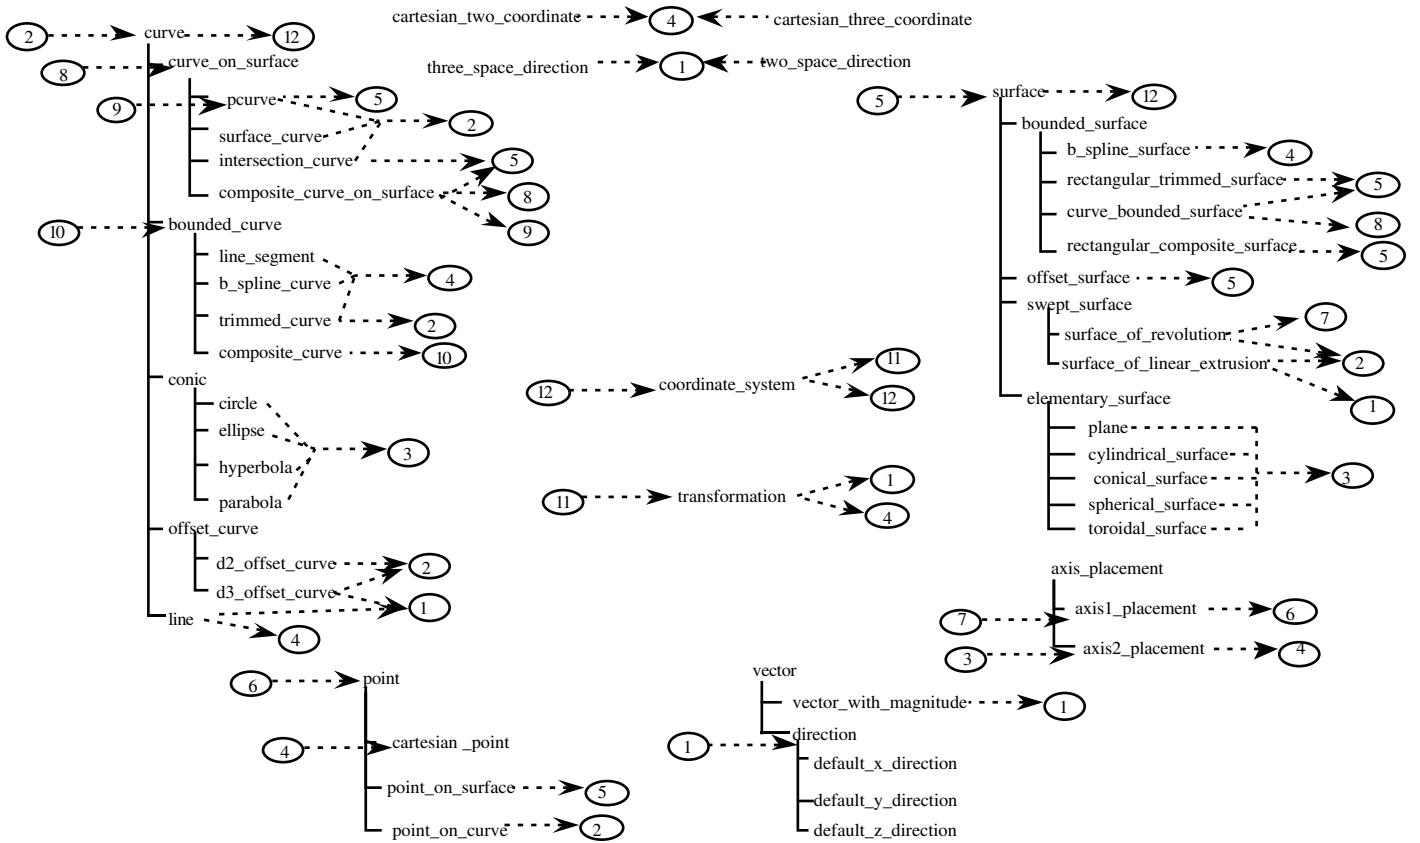 cartesian_two_coordinate 4 cartesian_three_coordinate
three_space_direction 1 two_space_direction
2 curve 12
8 curve_on_surface
9 pcurve 5
2
surface_curve
intersection_curve 5
composite_curve_on_surface 8
9
10 bounded_curve
line_segment
b_spline_curve 4
trimmed_curve 2
composite_curve 10
conic
circle
ellipse
3
hyperbola
parabola
offset_curve
d2_offset_curve 2
d3_offset_curve 1
line
4
6 point
4 cartesian _point
point_on_surface 5
point_on_curve 2
12 coordinate_system 11
12
11 transformation 1
4
vector
vector_with_magnitude 1
1 direction
default_x_direction
default_y_direction
default_z_direction
5 surface 12
bounded_surface
b_spline_surface 4
rectangular_trimmed_surface 5
curve_bounded_surface 8
rectangular_composite_surface 5
offset_surface 5
swept_surface
surface_of_revolution 7
surface_of_linear_extrusion 2
1
elementary_surface
plane
cylindrical_surface
conical_surface 3
spherical_surface
toroidal_surface
axis_placement
7 axis1_placement 6
3 axis2_placement 4